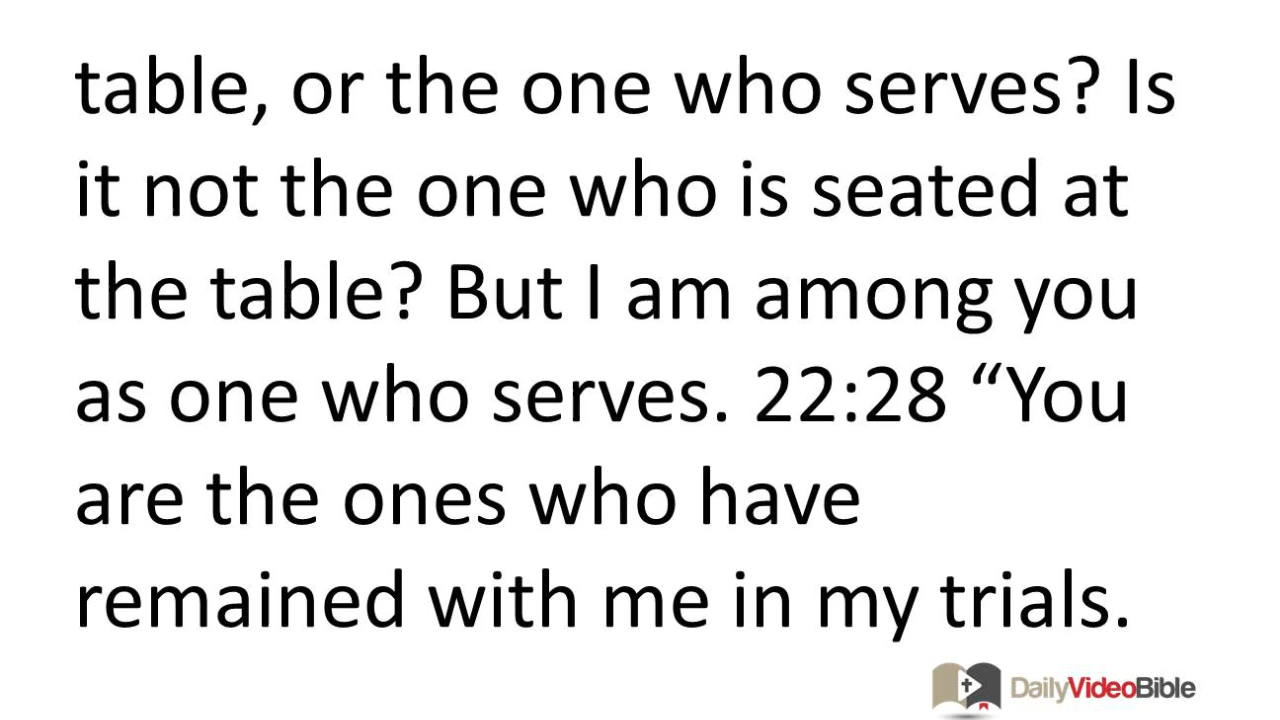 table, or the one who serves? Is
it not the one who is seated at
the table? But I am among you
as one who serves. 22:28 “You
are the ones who have
remained with me in my trials.
DailyVideoBible